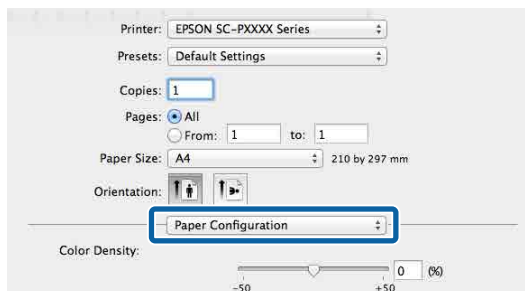 Printer: EPSON SC-PXXXX Series
Presets: Default Settings
Copies: 1
Pages: All
From: 1 to: 1
Paper Size: A4 210 by 297 mm
Orientation:
Paper Configuration
Color Density:
0 (%)
-50 +50